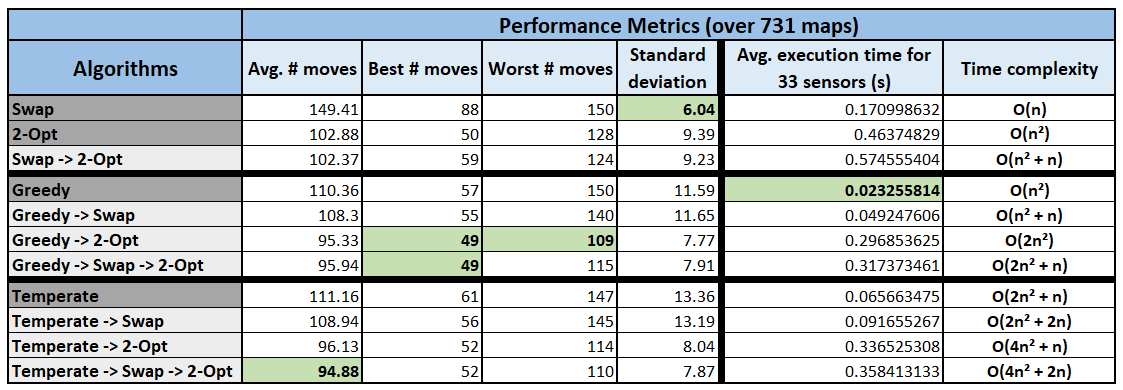 Performance Metrics (over 731 maps)
Algorithms Avg. # moves Best # moves Worst # moves Standard deviation Avg. execution time for 33 sensors (s) Time complexity
Swap 149.41 88 150 6.04 0.170998632 O(n)
2-Opt 102.88 50 128 9.39 0.46374829 O(n²)
Swap -> 2-Opt 102.37 59 124 9.23 0.574555404 O(n² + n)
Greedy 110.36 57 150 11.59 0.023255814 O(n²)
Greedy -> Swap 108.3 55 140 11.65 0.049247606 O(n² + n)
Greedy -> 2-Opt 95.33 49 109 7.77 0.296853625 O(2n²)
Greedy -> Swap -> 2-Opt 95.94 49 115 7.91 0.317373461 O(2n² + n)
Temperate 111.16 61 147 13.36 0.065663475 O(2n² + n)
Temperate -> Swap 108.94 56 145 13.19 0.091655267 O(2n² + 2n)
Temperate -> 2-Opt 96.13 52 114 8.04 0.336525308 O(4n² + n)
Temperate -> Swap -> 2-Opt 94.88 52 110 7.87 0.358413133 O(4n² + 2n)